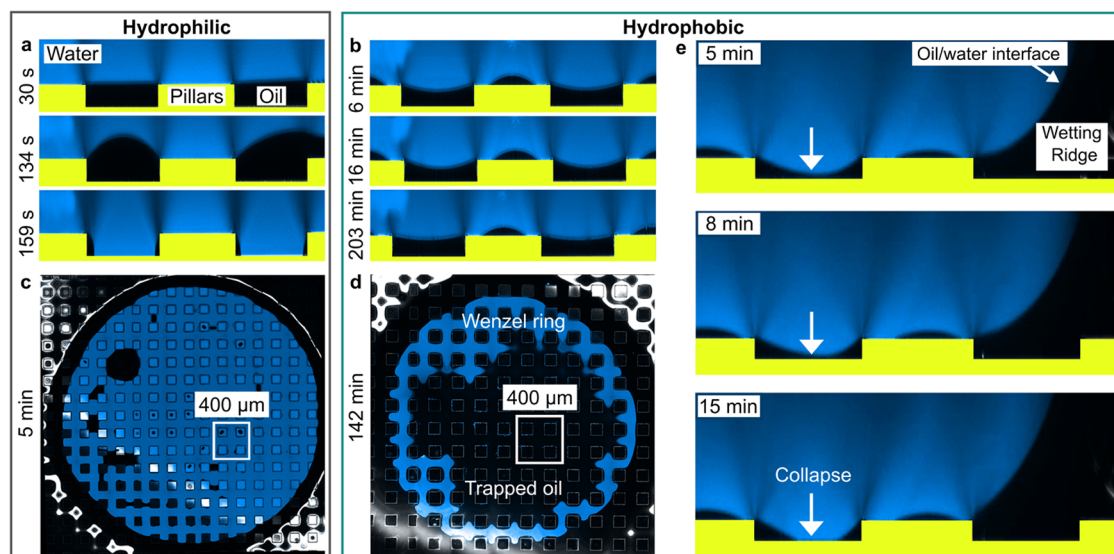 Hydrophilic
Hydrophobic
a
Water
30 s
Pillars
Oil
134 s
159 s
c
5 min
400 µm
b
6 min
16 min
203 min
d
142 min
Wenzel ring
400 µm
Trapped oil
e
5 min
Oil/water interface
Wetting
Ridge
8 min
15 min
Collapse